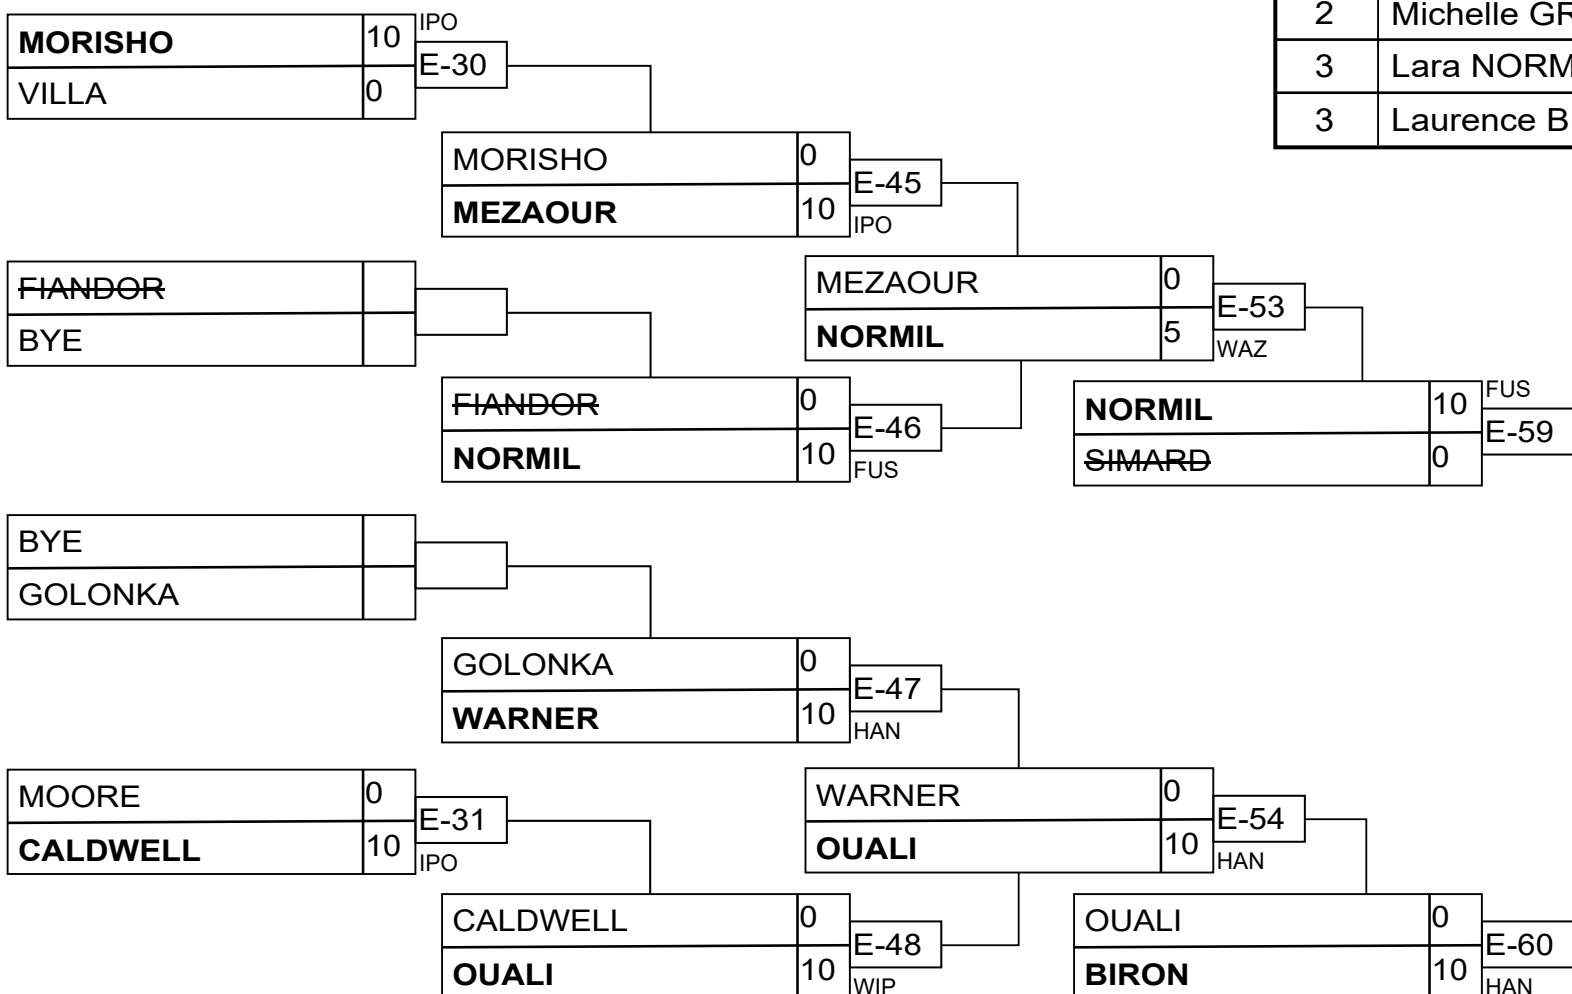 2 Michelle GR
3 Lara NORM
3 Laurence B
MORISHO 10 IPO
E-30
VILLA 0
MORISHO 0
E-45
MEZAOUR 10 IPO
FIANDOR
BYE
MEZAOUR 0
E-53
NORMIL 5 WAZ
FIANDOR 0
E-46
NORMIL 10 FUS
NORMIL 10 FUS
E-59
SIMARD 0
BYE
GOLONKA
GOLONKA 0
E-47
WARNER 10 HAN
MOORE 0
E-31
CALDWELL 10 IPO
WARNER 0
E-54
OUALI 10 HAN
CALDWELL 0
E-48
OUALI 10 WIP
OUALI 0
E-60
BIRON 10 HAN